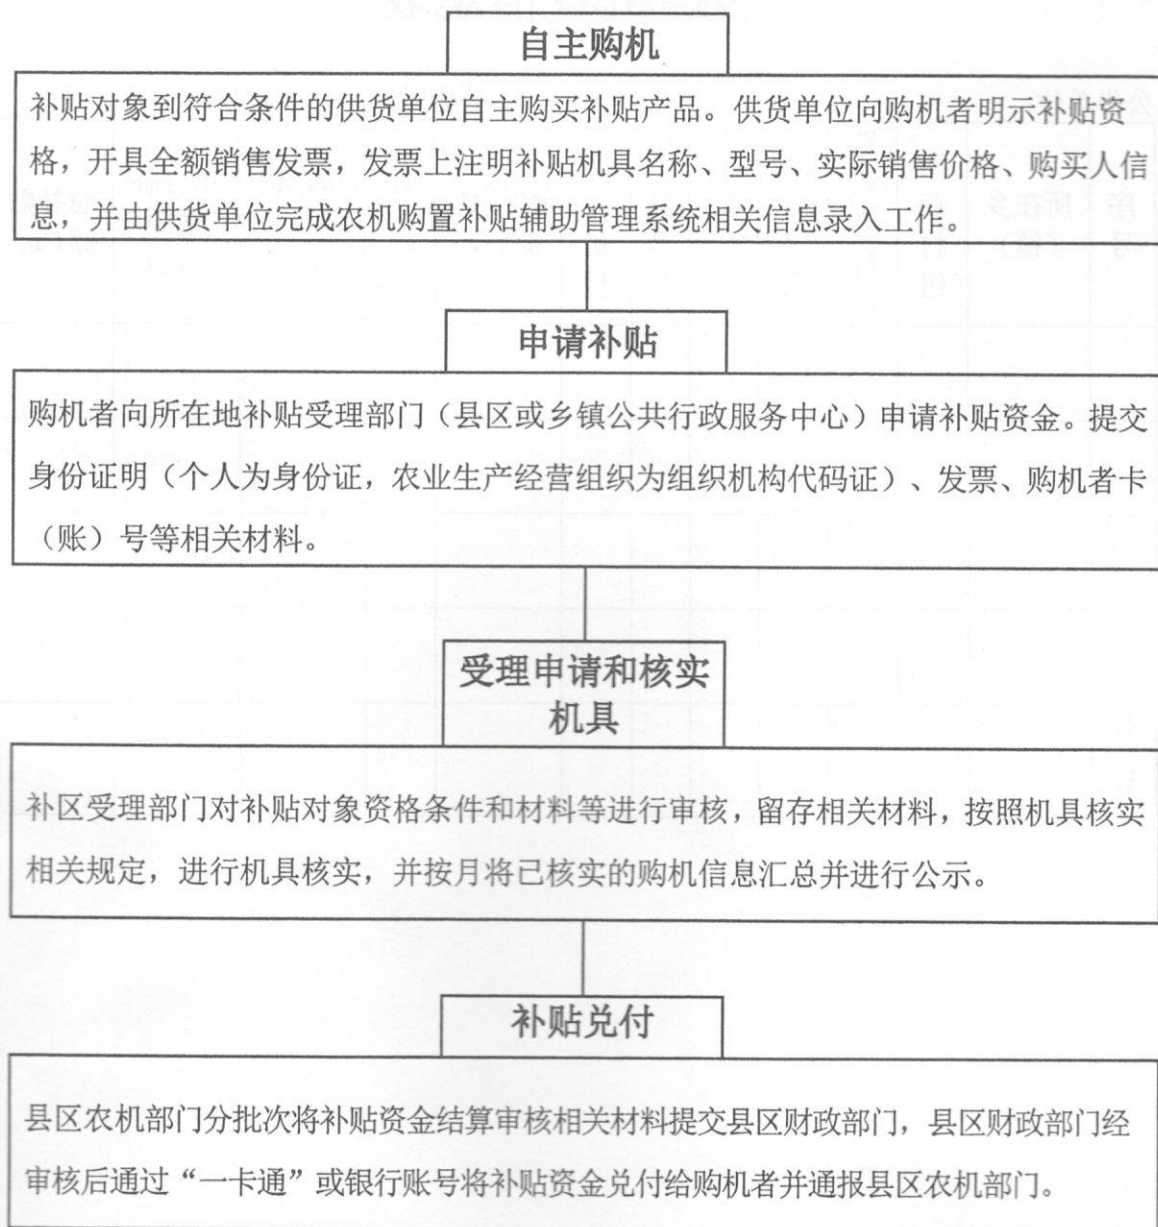 自主购机
补贴对象到符合条件的供货单位自主购买补贴产品。供货单位向购机者明示补贴资
格，开具全额销售发票，发票上注明补贴机具名称、型号、实际销售价格、购买人信
息，并由供货单位完成农机购置补贴辅助管理系统相关信息录入工作。
申请补贴
购机者向所在地补贴受理部门（县区或乡镇公共行政服务中心）申请补贴资金。提交
身份证明（个人为身份证，农业生产经营组织为组织机构代码证）、发票、购机者卡
（账）号等相关材料。
受理申请和核实
机具
补区受理部门对补贴对象资格条件和材料等进行审核，留存相关材料，按照机具核实
相关规定，进行机具核实，并按月将已核实的购机信息汇总并进行公示。
补贴兑付
县区农机部门分批次将补贴资金结算审核相关材料提交县区财政部门，县区财政部门经
审核后通过“一卡通”或银行账号将补贴资金兑付给购机者并通报县区农机部门。